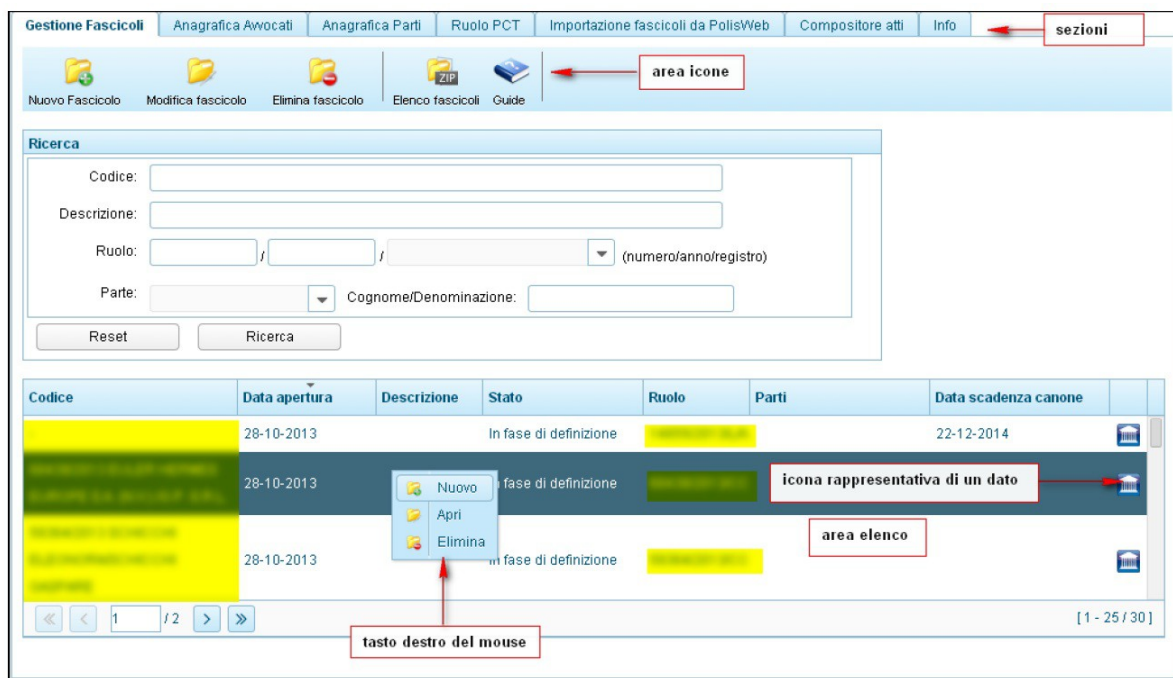 Gestione Fascicoli Anagrafica Avvocati Anagrafica Parti Ruolo PCT Importazione fascicoli da PolisWeb Compositore atti Info sezioni
ZIP area icone
Nuovo Fascicolo Modifica fascicolo Elimina fascicolo Elenco fascicoli Guide
Ricerca
Codice:
Descrizione:
Ruolo: / / (numero/anno/registro)
Parte: Cognome/Denominazione:
Reset Ricerca
Codice Data apertura Descrizione Stato Ruolo Parti Data scadenza canone
28-10-2013 In fase di definizione 22-12-2014
28-10-2013 Nuovo fase di definizione icona rappresentativa di un dato
Apri
Elimina area elenco
28-10-2013 In fase di definizione
1 / 2 [ 1 - 25 / 30 ]
tasto destro del mouse